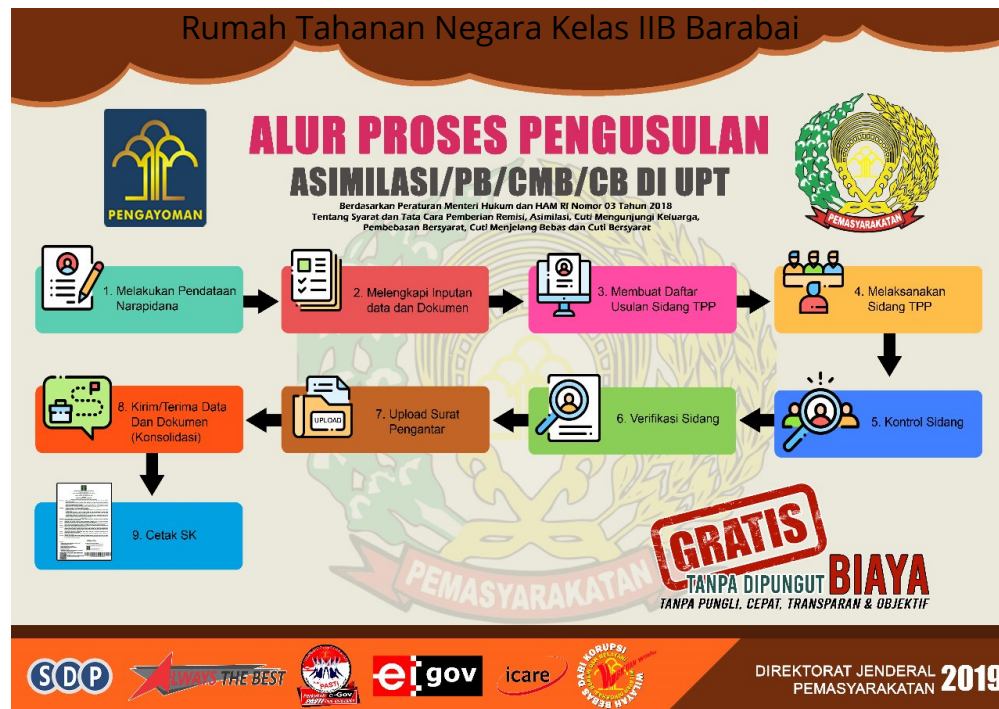 Rumah Tahanan Negara Kelas IIB Barabai
PENGAYOMAN
ALUR PROSES PENGUSULAN
ASIMILASI/PB/CMB/CB DI UPT
Berdasarkan Peraturan Menteri Hukum dan HAM RI Nomor 03 Tahun 2018
Tentang Syarat dan Tata Cara Pemberian Remisi, Asimilasi, Cuti Mengunjungi Keluarga,
Pembebasan Bersyarat, Cuti Menjelang Bebas dan Cuti Bersyarat
PEMASYARAKATAN
1. Melakukan Pendataan
Narapidana
2. Melengkapi Inputan
data dan Dokumen
3. Membuat Daftar
Usulan Sidang TPP
4. Melaksanakan
Sidang TPP
5. Kontrol Sidang
6. Verifikasi Sidang
7. Upload Surat
Pengantar
UPLOAD
8. Kirim/Terima Data
Dan Dokumen
(Konsolidasi)
9. Cetak SK
PEMASYARAKATAN
GRATIS
TANPA DIPUNGUT BIAYA
TANPA PUNGLI, CEPAT, TRANSPARAN & OBJEKTIF
SDP
ALWAYS THE BEST
PASTI
e-Gov
e-gov
icare
WILAYAH BEBAS DARI KORUPSI
DIREKTORAT JENDERAL
PEMASYARAKATAN 2019